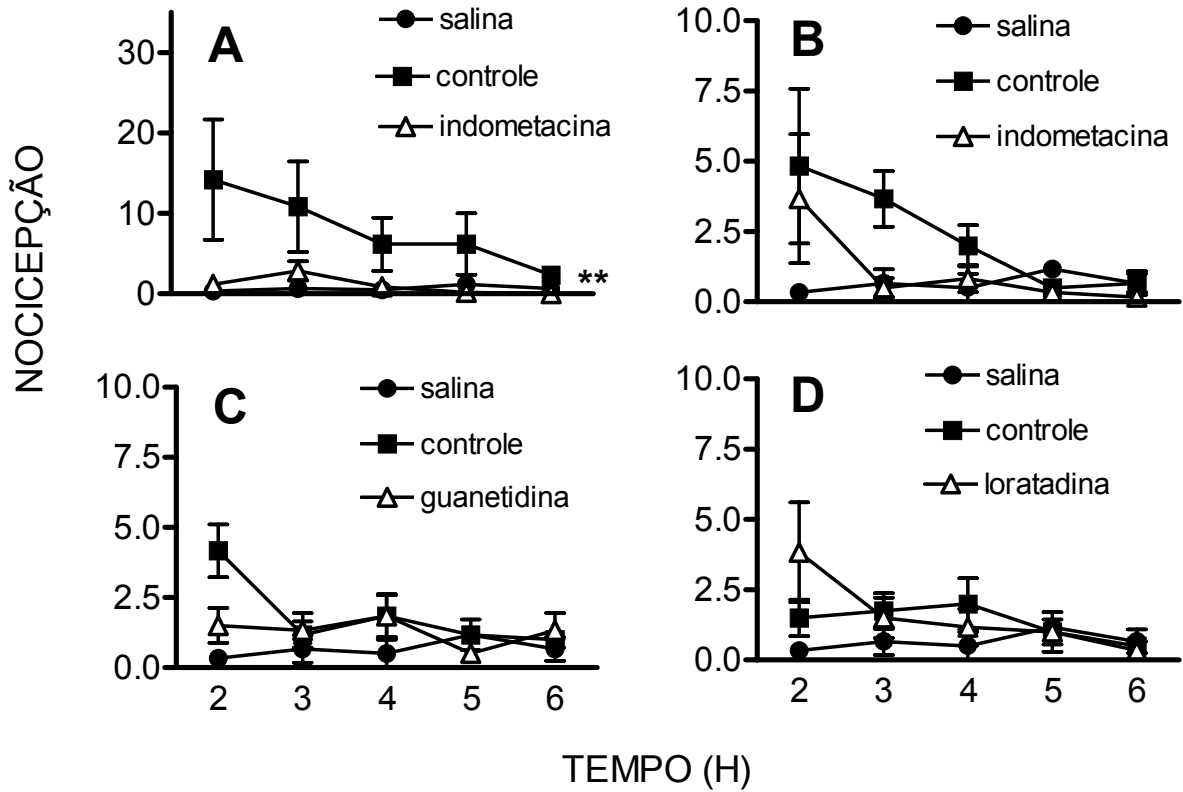 NOCICEPÇÃO
A
salina
controle
indometacina
30
20
10
0
**
B
salina
controle
indometacina
10.0
7.5
5.0
2.5
0.0
C
salina
controle
guanetidina
10.0
7.5
5.0
2.5
0.0
2 3 4 5 6
D
salina
controle
loratadina
10.0
7.5
5.0
2.5
0.0
2 3 4 5 6
TEMPO (H)